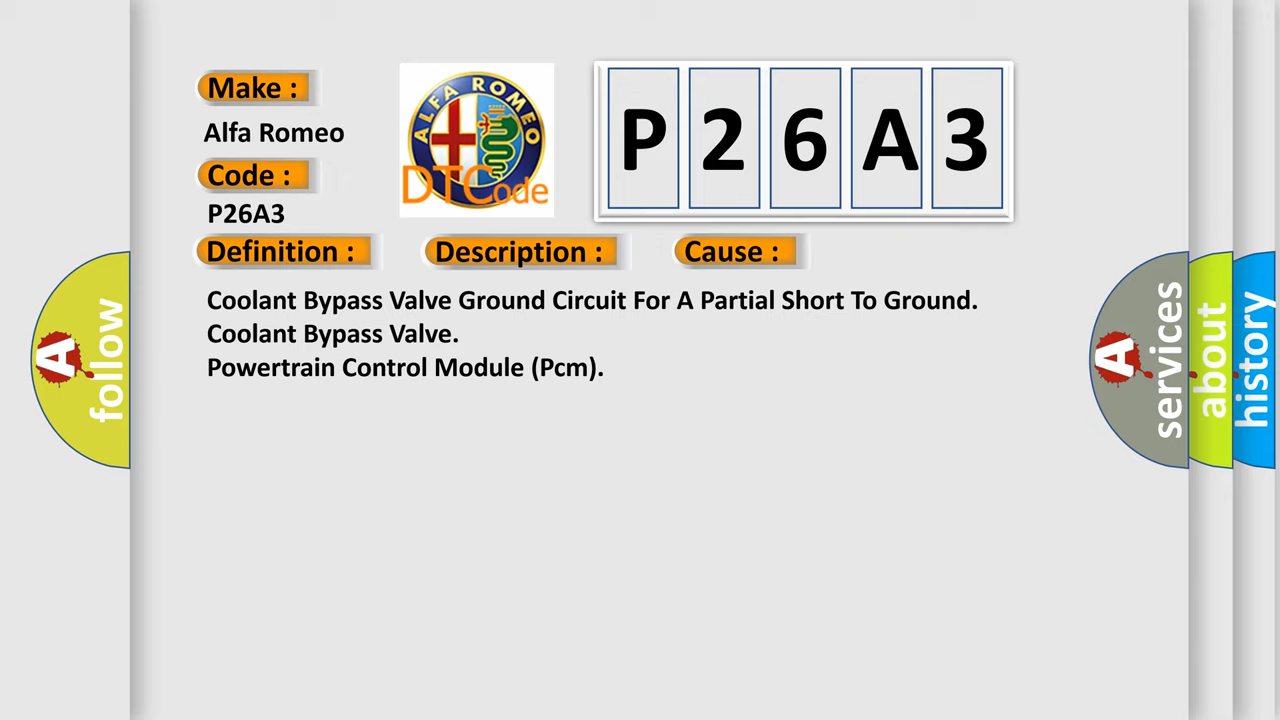 Make :
Alfa Romeo
Code :
P26A3
ALFA ROMEO
DTCode
P 2 6 A 3
Definition :
Description :
Cause :
Coolant Bypass Valve Ground Circuit For A Partial Short To Ground.
Coolant Bypass Valve.
Powertrain Control Module (Pcm).
A follow
A services
about
history